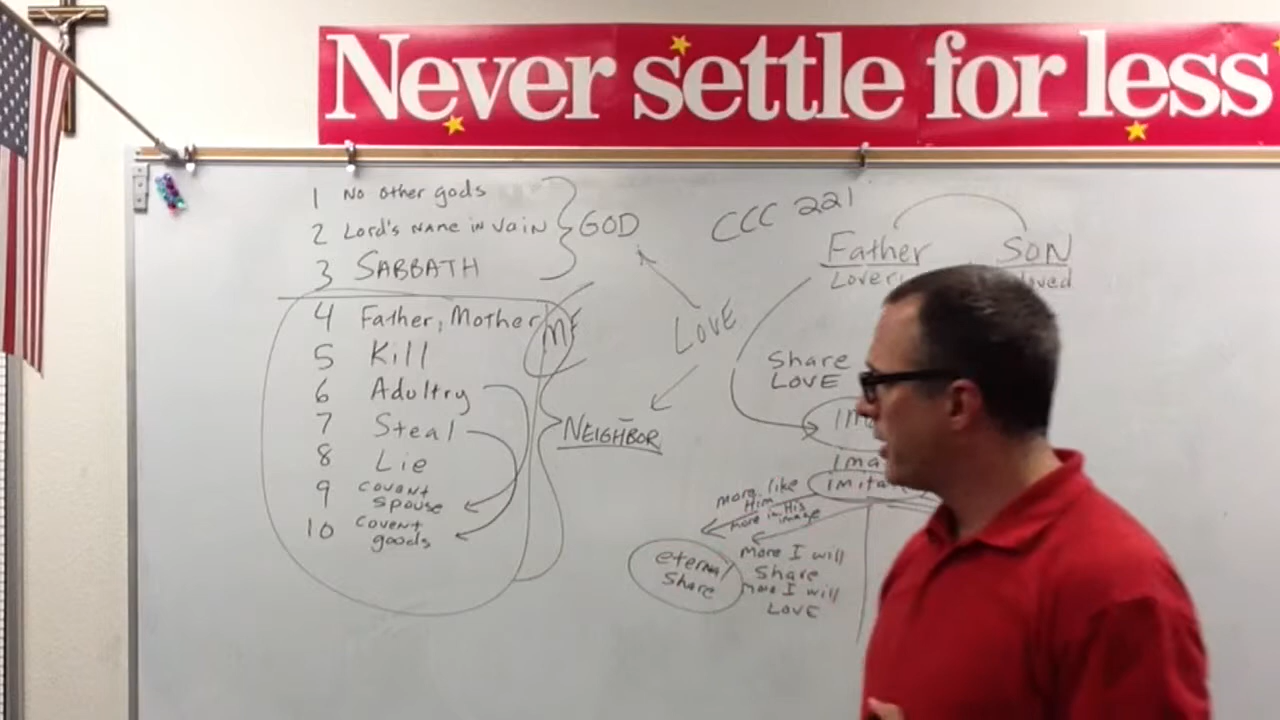 Never settle for less
1 No other gods
2 Lord's name in vain
3 SABBATH
GOD
4 Father, Mother
5 Kill
6 Adultry
7 Steal
8 Lie
9 covent spouse
10 covent goods
ME
NEIGHBOR
LOVE
CCC 221
Father
SON
Lover
loved
Share
LOVE
imita
more like
Him
more in His
image
eternal
share
more I will
Share
more I will
LOVE